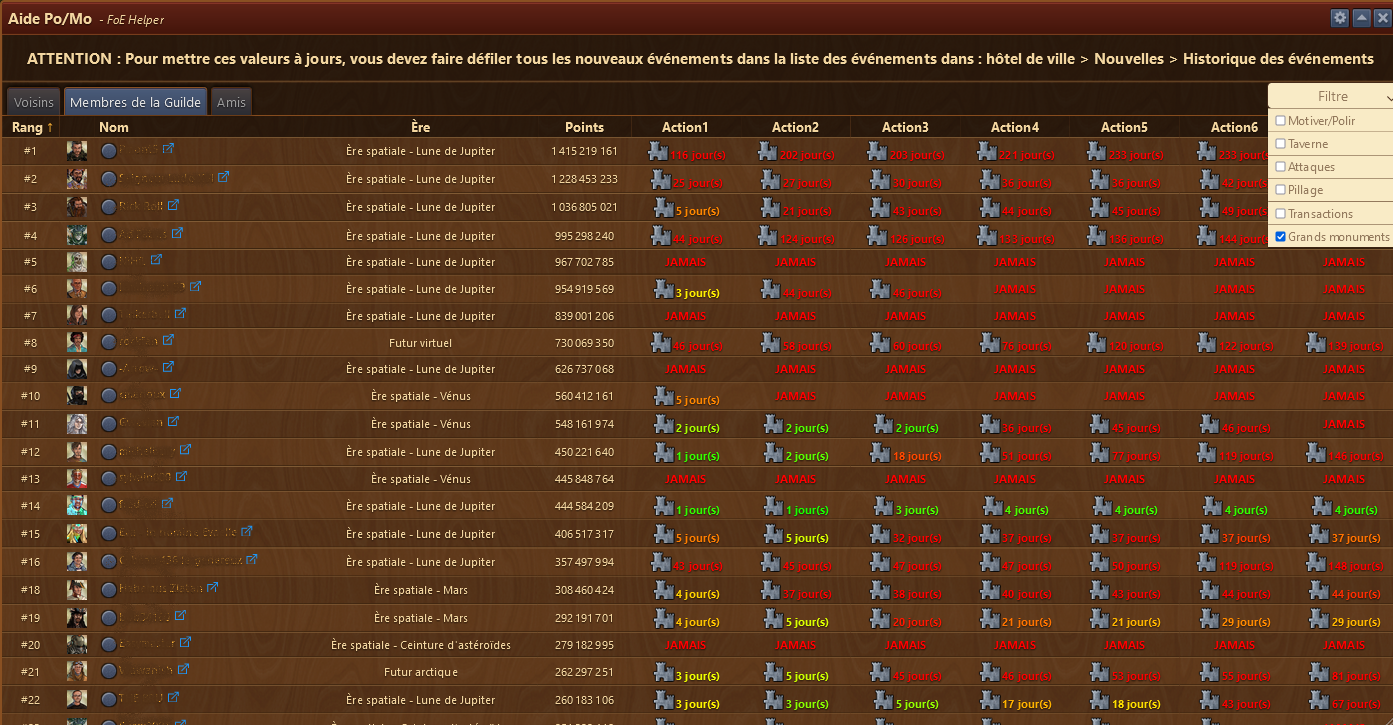 Aide Po/Mo - FoE Helper
ATTENTION : Pour mettre ces valeurs à jours, vous devez faire défiler tous les nouveaux événements dans la liste des événements dans : hôtel de ville > Nouvelles > Historique des événements
Voisins Membres de la Guilde Amis
Filtre
Motiver/Polir
Taverne
Attaques
Pillage
Transactions
Grands monuments
Rang ↑ Nom Ère Points Action1 Action2 Action3 Action4 Action5 Action6
#1 Ère spatiale - Lune de Jupiter 1 415 219 161 116 jour(s) 202 jour(s) 203 jour(s) 221 jour(s) 233 jour(s) 233 jour(s)
#2 Ère spatiale - Lune de Jupiter 1 228 453 233 25 jour(s) 27 jour(s) 30 jour(s) 36 jour(s) 36 jour(s) 42 jour(s)
#3 Ère spatiale - Lune de Jupiter 1 036 805 021 5 jour(s) 21 jour(s) 43 jour(s) 44 jour(s) 45 jour(s) 49 jour(s)
#4 Ère spatiale - Lune de Jupiter 995 298 240 44 jour(s) 124 jour(s) 126 jour(s) 133 jour(s) 136 jour(s) 144 jour(s)
#5 Ère spatiale - Lune de Jupiter 967 702 785 JAMAIS JAMAIS JAMAIS JAMAIS JAMAIS JAMAIS JAMAIS
#6 Ère spatiale - Lune de Jupiter 954 919 569 3 jour(s) 44 jour(s) 46 jour(s) JAMAIS JAMAIS JAMAIS JAMAIS
#7 Ère spatiale - Lune de Jupiter 839 001 206 JAMAIS JAMAIS JAMAIS JAMAIS JAMAIS JAMAIS JAMAIS
#8 Futur virtuel 730 069 350 46 jour(s) 58 jour(s) 60 jour(s) 76 jour(s) 120 jour(s) 122 jour(s) 139 jour(s)
#9 Ère spatiale - Lune de Jupiter 626 737 068 JAMAIS JAMAIS JAMAIS JAMAIS JAMAIS JAMAIS JAMAIS
#10 Ère spatiale - Vénus 560 412 161 5 jour(s) JAMAIS JAMAIS JAMAIS JAMAIS JAMAIS JAMAIS
#11 Ère spatiale - Vénus 548 161 974 2 jour(s) 2 jour(s) 2 jour(s) 36 jour(s) 45 jour(s) 46 jour(s) JAMAIS
#12 Ère spatiale - Lune de Jupiter 450 221 640 1 jour(s) 2 jour(s) 18 jour(s) 51 jour(s) 77 jour(s) 119 jour(s) 146 jour(s)
#13 Ère spatiale - Vénus 445 848 764 JAMAIS JAMAIS JAMAIS JAMAIS JAMAIS JAMAIS JAMAIS
#14 Ère spatiale - Lune de Jupiter 444 584 209 1 jour(s) 1 jour(s) 3 jour(s) 4 jour(s) 4 jour(s) 4 jour(s) 4 jour(s)
#15 Ère spatiale - Lune de Jupiter 406 517 317 5 jour(s) 5 jour(s) 32 jour(s) 37 jour(s) 37 jour(s) 37 jour(s) 37 jour(s)
#16 Ère spatiale - Lune de Jupiter 357 497 994 43 jour(s) 45 jour(s) 47 jour(s) 47 jour(s) 50 jour(s) 119 jour(s) 148 jour(s)
#18 Ère spatiale - Mars 308 460 424 4 jour(s) 37 jour(s) 38 jour(s) 40 jour(s) 43 jour(s) 44 jour(s) 44 jour(s)
#19 Ère spatiale - Mars 292 191 701 4 jour(s) 5 jour(s) 20 jour(s) 21 jour(s) 21 jour(s) 29 jour(s) 29 jour(s)
#20 Ère spatiale - Ceinture d'astéroïdes 279 182 995 JAMAIS JAMAIS JAMAIS JAMAIS JAMAIS JAMAIS JAMAIS
#21 Futur arctique 262 297 251 3 jour(s) 5 jour(s) 45 jour(s) 46 jour(s) 53 jour(s) 55 jour(s) 81 jour(s)
#22 Ère spatiale - Lune de Jupiter 260 183 106 3 jour(s) 3 jour(s) 5 jour(s) 17 jour(s) 18 jour(s) 43 jour(s) 67 jour(s)